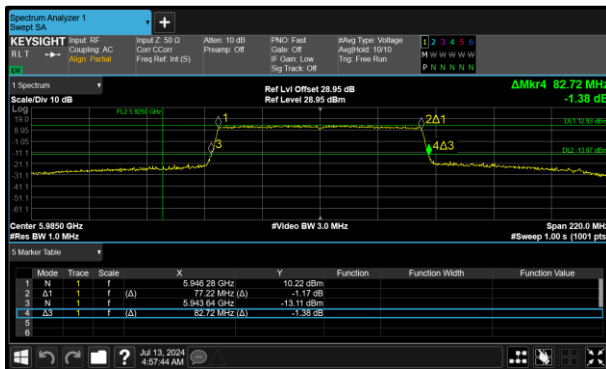 Spectrum Analyzer 1
Swept SA
KEYSIGHT
RLT
Input: RF
Coupling: AC
Align: Partial
Input Z: 50 Ω
Corr CCorr
Freq Ref: Int (S)
Atten: 10 dB
Preamp: Off
PNO: Fast
Gate: Off
IF Gain: Low
Sig Track: Off
#Avg Type: Voltage
Avg|Hold: 10/10
Trig: Free Run
1 2 3 4 5 6
M W W W W W
P N N N N N
1 Spectrum
Scale/Div 10 dB
Ref Lvl Offset 28.95 dB
Ref Level 28.95 dBm
ΔMkr4 82.72 MHz
-1.38 dB
Log
19.0
8.95
-1.05
-11.1
-21.1
-31.1
-41.1
-51.1
-61.1
FL2 5.9250 GHz
1
2Δ1
DL1 12.93 dBm
3
4Δ3
DL2 -13.07 dBm
Center 5.9850 GHz
#Res BW 1.0 MHz
#Video BW 3.0 MHz
Span 220.0 MHz
#Sweep 1.00 s (1001 pts)
5 Marker Table
Mode Trace Scale X Y Function Function Width Function Value
1 N 1 f 5.946 28 GHz 10.22 dBm
2 Δ1 1 f (Δ) 77.22 MHz (Δ) -1.17 dB
3 N 1 f 5.943 64 GHz -13.11 dBm
4 Δ3 1 f (Δ) 82.72 MHz (Δ) -1.38 dB
5
6
?
Jul 13, 2024
4:57:44 AM